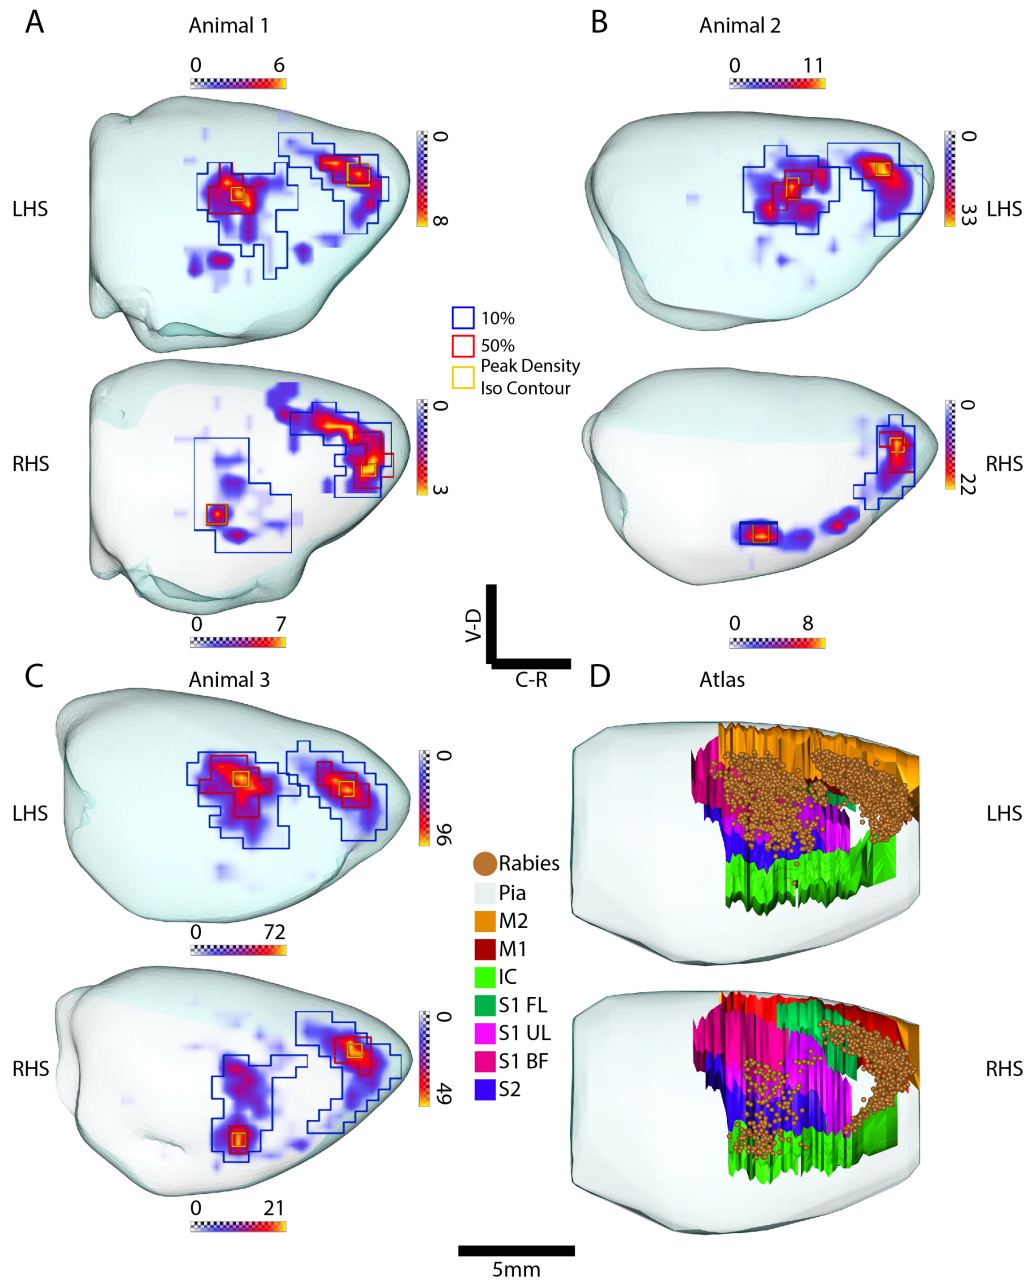 A
Animal 1
0 6
LHS
0
8
B
Animal 2
0 11
0
33
LHS
10%
50%
Peak Density
Iso Contour
RHS
0
3
0 7
0
22
RHS
0 8
V-D
C-R
C
Animal 3
LHS
0
96
0 72
D
Atlas
LHS
Rabies
Pia
M2
M1
IC
S1 FL
S1 UL
S1 BF
S2
RHS
0
49
0 21
RHS
5mm